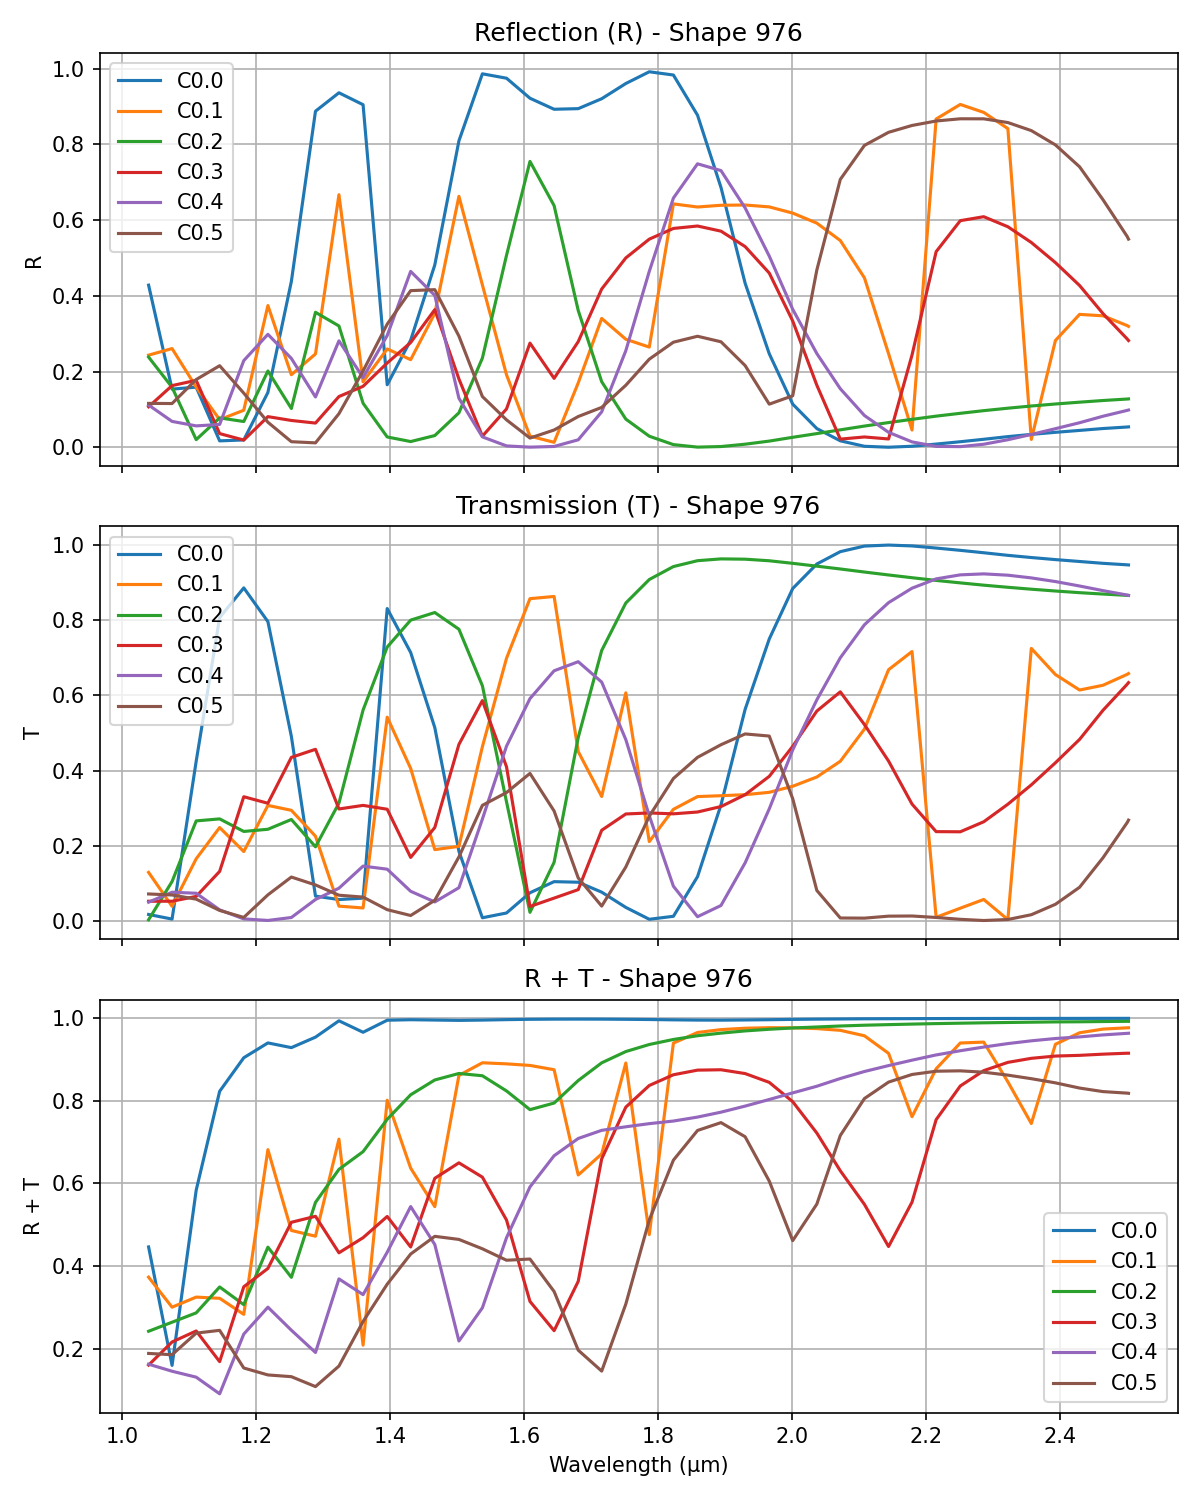 Reflection (R) - Shape 976
1.0
0.8
0.6
0.4
0.2
0.0
R
C0.0
C0.1
C0.2
C0.3
C0.4
C0.5
Transmission (T) - Shape 976
1.0
0.8
0.6
0.4
0.2
0.0
T
C0.0
C0.1
C0.2
C0.3
C0.4
C0.5
R + T - Shape 976
1.0
0.8
0.6
0.4
0.2
R + T
C0.0
C0.1
C0.2
C0.3
C0.4
C0.5
1.0 1.2 1.4 1.6 1.8 2.0 2.2 2.4
Wavelength (μm)